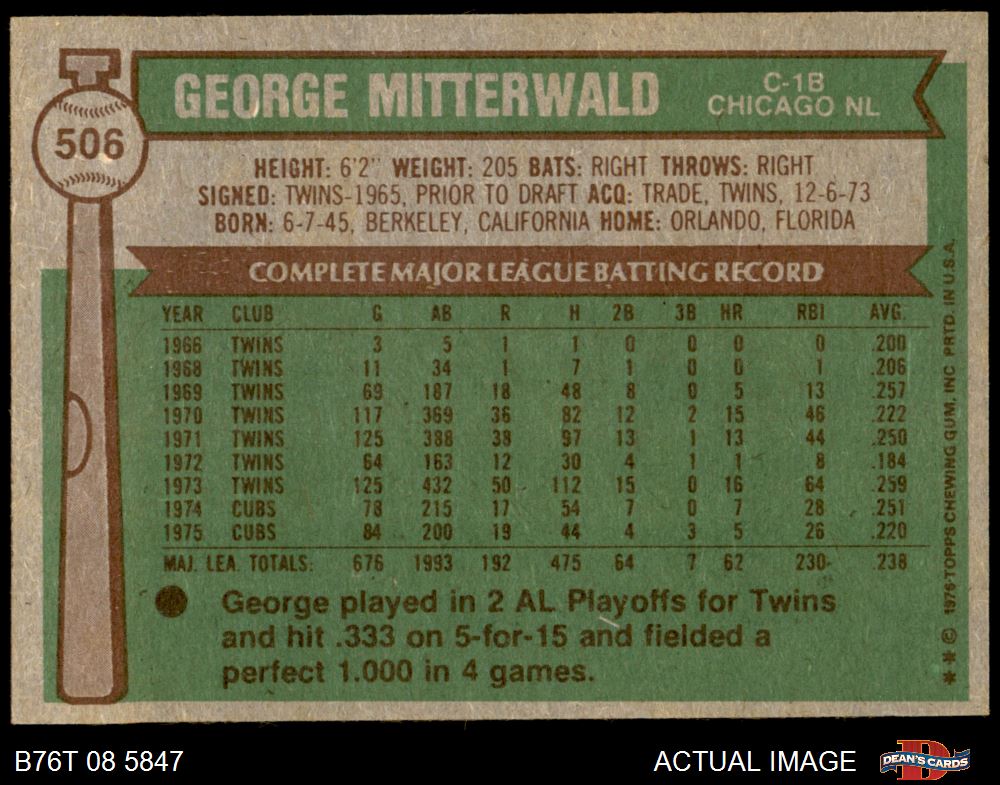 GEORGE MITTERWALD
C-1B
CHICAGO NL
506
HEIGHT: 6'2" WEIGHT: 205 BATS: RIGHT THROWS: RIGHT
SIGNED: TWINS-1965, PRIOR TO DRAFT ACQ: TRADE, TWINS, 12-6-73
BORN: 6-7-45, BERKELEY, CALIFORNIA HOME: ORLANDO, FLORIDA
COMPLETE MAJOR LEAGUE BATTING RECORD
YEAR CLUB G AB R H 2B 3B HR RBI AVG.
1966 TWINS 3 5 1 1 0 0 0 0 .200
1968 TWINS 11 34 1 7 1 0 0 1 .206
1969 TWINS 69 187 18 48 8 0 5 13 .257
1970 TWINS 117 369 36 82 12 2 15 46 .222
1971 TWINS 125 388 38 97 13 1 13 44 .250
1972 TWINS 64 163 12 30 4 1 1 8 .184
1973 TWINS 125 432 50 112 15 0 16 64 .259
1974 CUBS 78 215 17 54 7 0 7 28 .251
1975 CUBS 84 200 19 44 4 3 5 26 .220
MAJ. LEA. TOTALS: 676 1993 192 475 64 7 62 230 .238
George played in 2 AL Playoffs for Twins
and hit .333 on 5-for-15 and fielded a
perfect 1.000 in 4 games.
** © 1976 TOPPS CHEWING GUM, INC PRTD. IN U.S.A.
B76T 08 5847
ACTUAL IMAGE
D
DEAN'S CARDS